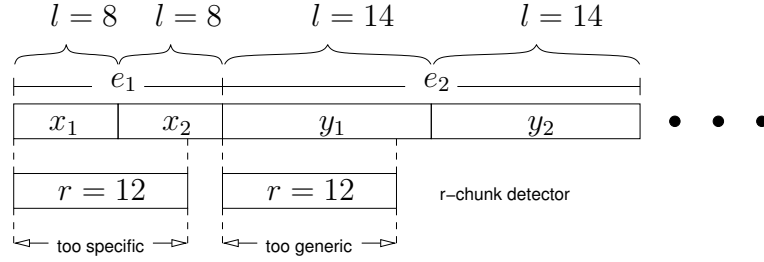 l = 8 l = 8 l = 14 l = 14
e₁ e₂
x₁ x₂ y₁ y₂ • • •
r = 12 r = 12 r−chunk detector
too specific too generic